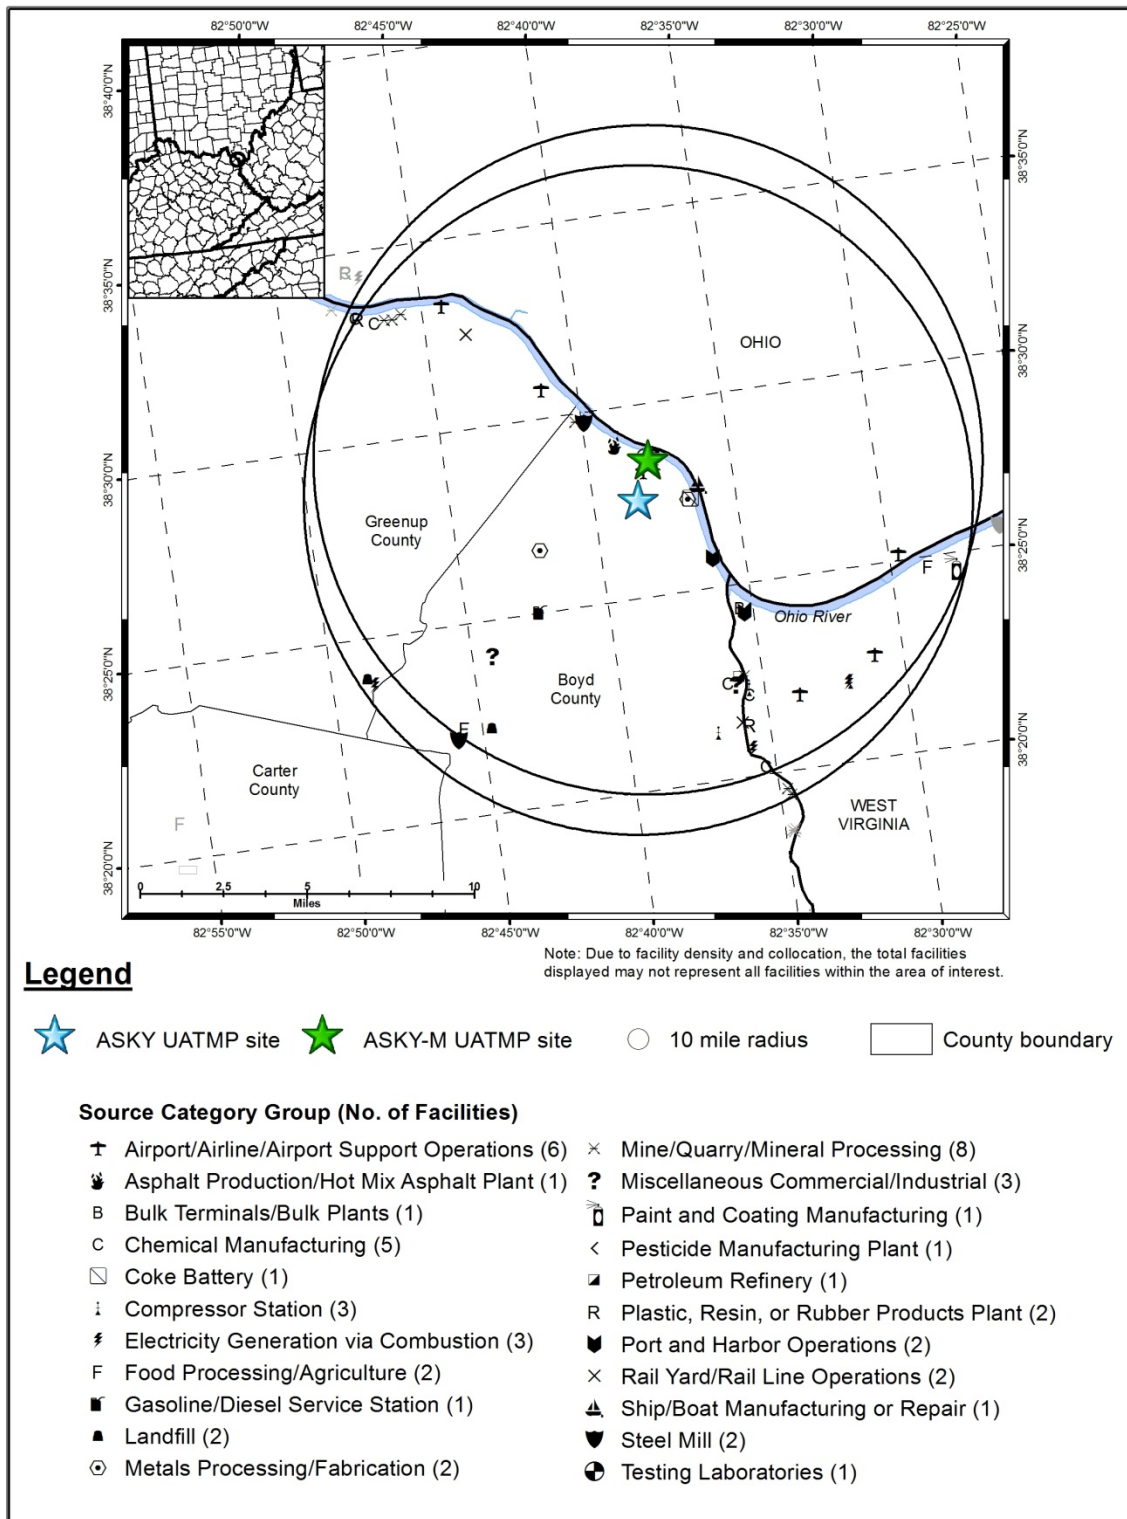 82°50'0"W 82°45'0"W 82°40'0"W 82°35'0"W 82°30'0"W 82°25'0"W
38°40'0"N
38°35'0"N
38°30'0"N
38°25'0"N
38°20'0"N
38°35'0"N
38°30'0"N
38°25'0"N
38°20'0"N
R
C
C
OHIO
Greenup
County
F
B
Ohio River
Boyd
County
C
C
R
F
C
Carter
County
F
WEST
VIRGINIA
0 2.5 5 10
Miles
82°55'0"W 82°50'0"W 82°45'0"W 82°40'0"W 82°35'0"W 82°30'0"W
Note: Due to facility density and collocation, the total facilities
displayed may not represent all facilities within the area of interest.
Legend
ASKY UATMP site ASKY-M UATMP site 10 mile radius County boundary
Source Category Group (No. of Facilities)
Airport/Airline/Airport Support Operations (6)
Asphalt Production/Hot Mix Asphalt Plant (1)
B Bulk Terminals/Bulk Plants (1)
C Chemical Manufacturing (5)
Coke Battery (1)
Compressor Station (3)
Electricity Generation via Combustion (3)
F Food Processing/Agriculture (2)
Gasoline/Diesel Service Station (1)
Landfill (2)
Metals Processing/Fabrication (2)
Mine/Quarry/Mineral Processing (8)
? Miscellaneous Commercial/Industrial (3)
Paint and Coating Manufacturing (1)
Pesticide Manufacturing Plant (1)
Petroleum Refinery (1)
R Plastic, Resin, or Rubber Products Plant (2)
Port and Harbor Operations (2)
Rail Yard/Rail Line Operations (2)
Ship/Boat Manufacturing or Repair (1)
Steel Mill (2)
Testing Laboratories (1)